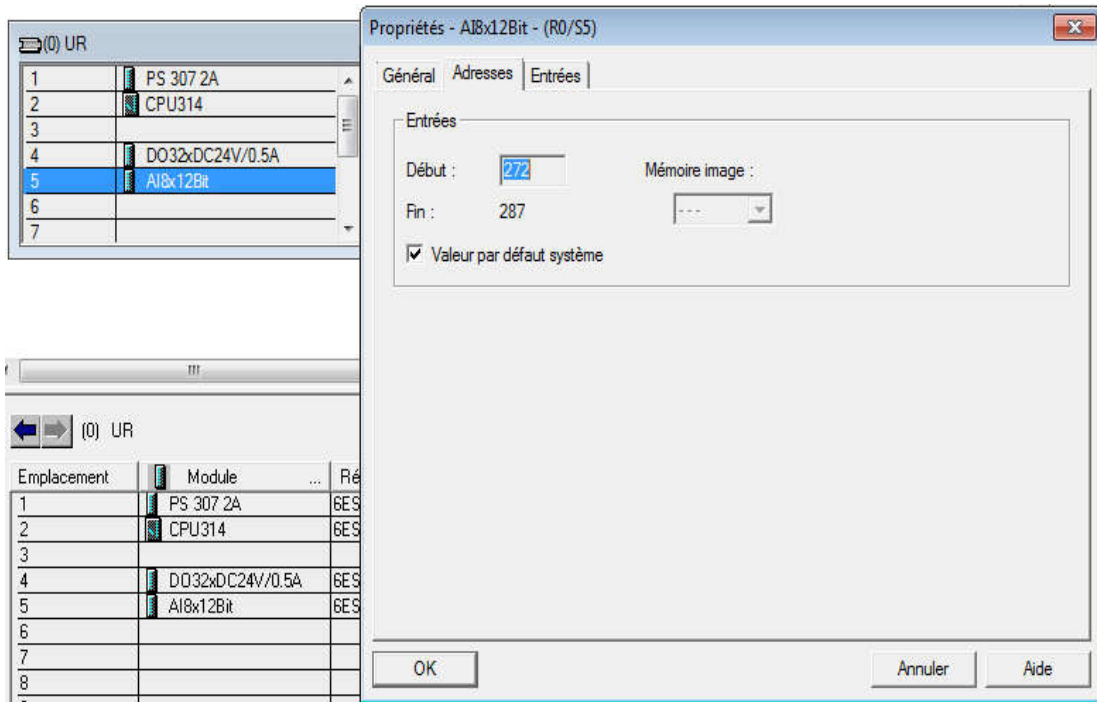 (0) UR
1 PS 307 2A
2 CPU314
3
4 DO32xDC24V/0.5A
5 AI8x12Bit
6
7
Propriétés - AI8x12Bit - (R0/S5)
Général Adresses Entrées
Entrées
Début : 272 Mémoire image :
Fin : 287 ---
Valeur par défaut système
OK Annuler Aide
(0) UR
Emplacement Module ... Ré
1 PS 307 2A 6ES
2 CPU314 6ES
3
4 DO32xDC24V/0.5A 6ES
5 AI8x12Bit 6ES
6
7
8